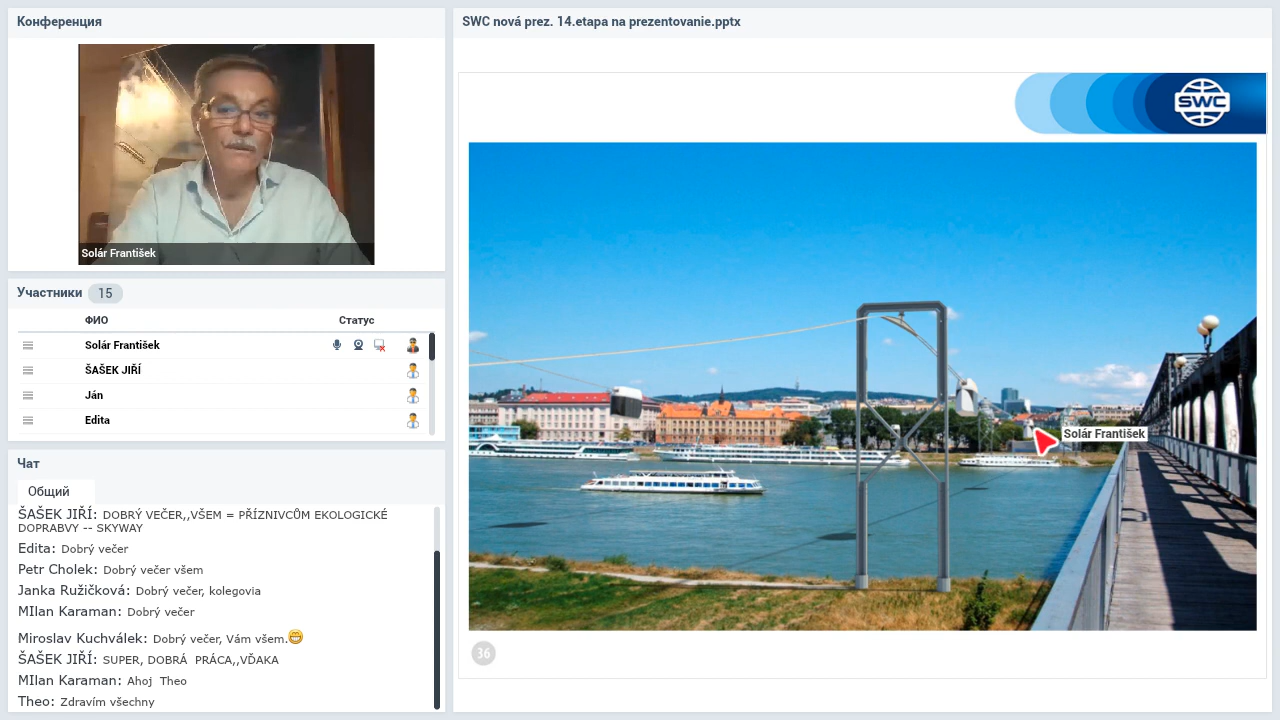 Конференция
Solár František
Участники 15
ФИО Статус
Solár František
ŠAŠEK JIŘÍ
Ján
Edita
Чат
Общий
ŠAŠEK JIŘÍ: DOBRÝ VEČER,,VŠEM = PŘÍZNIVCŮM EKOLOGICKÉ
DOPRABVY -- SKYWAY
Edita: Dobrý večer
Petr Cholek: Dobrý večer všem
Janka Ružičková: Dobrý večer, kolegovia
MIlan Karaman: Dobrý večer
Miroslav Kuchválek: Dobrý večer, Vám všem.
ŠAŠEK JIŘÍ: SUPER, DOBRÁ  PRÁCA,,VĎAKA
MIlan Karaman: Ahoj  Theo
Theo: Zdravím všechny
SWC nová prez. 14.etapa na prezentovanie.pptx
SWC
Solár František
36